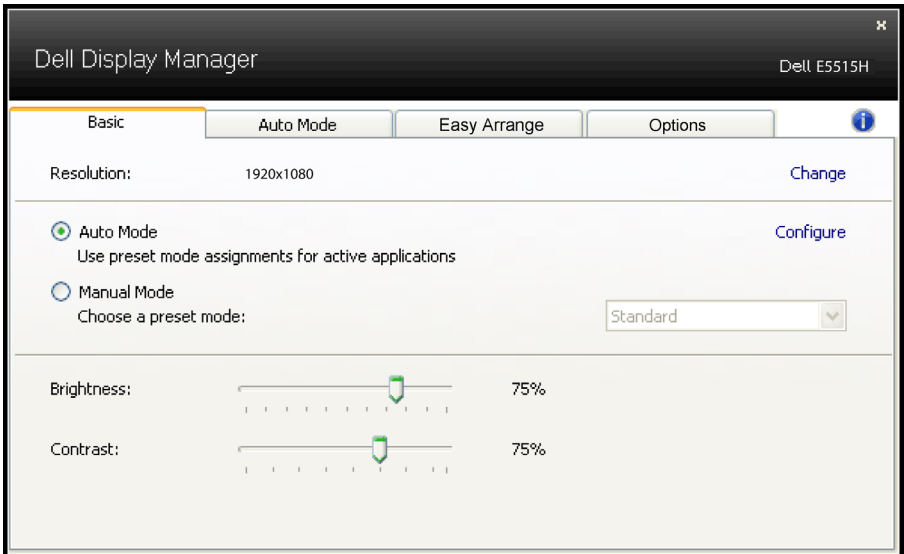 x
Dell Display Manager
Dell E5515H
Basic Auto Mode Easy Arrange Options i
Resolution: 1920x1080 Change
Auto Mode Configure
Use preset mode assignments for active applications
Manual Mode
Choose a preset mode: Standard
Brightness: 75%
Contrast: 75%